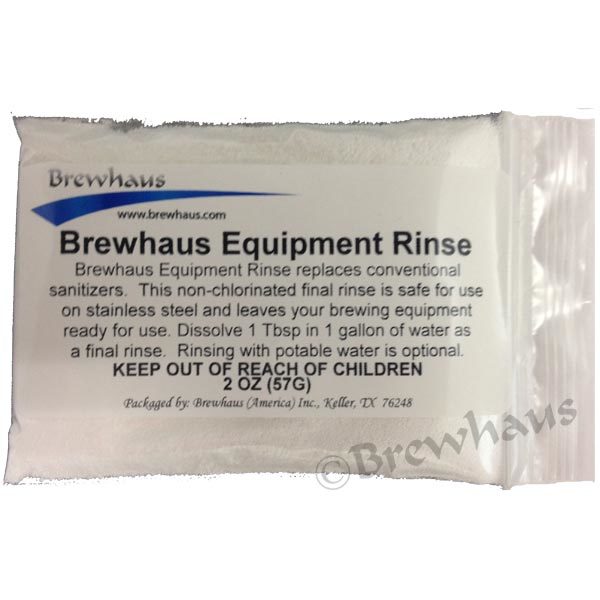 Brewhaus
www.brewhaus.com
Brewhaus Equipment Rinse
Brewhaus Equipment Rinse replaces conventional
sanitizers. This non-chlorinated final rinse is safe for use
on stainless steel and leaves your brewing equipment
ready for use. Dissolve 1 Tbsp in 1 gallon of water as
a final rinse. Rinsing with potable water is optional.
KEEP OUT OF REACH OF CHILDREN
2 OZ (57G)
Packaged by: Brewhaus (America) Inc., Keller, TX 76248
©Brewhaus